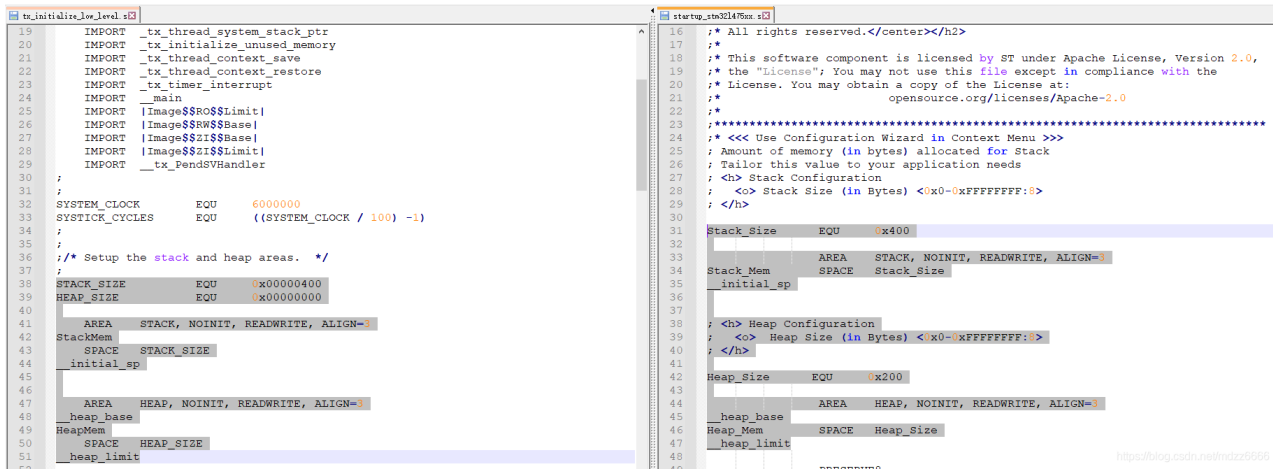 tx_initialize_low_level.s
19 IMPORT _tx_thread_system_stack_ptr
20 IMPORT _tx_initialize_unused_memory
21 IMPORT _tx_thread_context_save
22 IMPORT _tx_thread_context_restore
23 IMPORT _tx_timer_interrupt
24 IMPORT __main
25 IMPORT |Image$$RO$$Limit|
26 IMPORT |Image$$RW$$Base|
27 IMPORT |Image$$ZI$$Base|
28 IMPORT |Image$$ZI$$Limit|
29 IMPORT __tx_PendSVHandler
30 ;
31 ;
32 SYSTEM_CLOCK EQU 6000000
33 SYSTICK_CYCLES EQU ((SYSTEM_CLOCK / 100) -1)
34 ;
35 ;
36 ;/* Setup the stack and heap areas. */
37 ;
38 STACK_SIZE EQU 0x00000400
39 HEAP_SIZE EQU 0x00000000
40
41 AREA STACK, NOINIT, READWRITE, ALIGN=3
42 StackMem
43 SPACE STACK_SIZE
44 __initial_sp
45
46
47 AREA HEAP, NOINIT, READWRITE, ALIGN=3
48 __heap_base
49 HeapMem
50 SPACE HEAP_SIZE
51 __heap_limit
startup_stm32l475xx.s
16 ;* All rights reserved.</center></h2>
17 ;*
18 ;* This software component is licensed by ST under Apache License, Version 2.0,
19 ;* the "License"; You may not use this file except in compliance with the
20 ;* License. You may obtain a copy of the License at:
21 ;* opensource.org/licenses/Apache-2.0
22 ;*
23 ;*******************************************************************************
24 ;* <<< Use Configuration Wizard in Context Menu >>>
25 ; Amount of memory (in bytes) allocated for Stack
26 ; Tailor this value to your application needs
27 ; <h> Stack Configuration
28 ; <o> Stack Size (in Bytes) <0x0-0xFFFFFFFF:8>
29 ; </h>
30
31 Stack_Size EQU 0x400
32
33 AREA STACK, NOINIT, READWRITE, ALIGN=3
34 Stack_Mem SPACE Stack_Size
35 __initial_sp
36
37
38 ; <h> Heap Configuration
39 ; <o> Heap Size (in Bytes) <0x0-0xFFFFFFFF:8>
40 ; </h>
41
42 Heap_Size EQU 0x200
43
44 AREA HEAP, NOINIT, READWRITE, ALIGN=3
45 __heap_base
46 Heap_Mem SPACE Heap_Size
47 __heap_limit
48
49 PRESERVE8